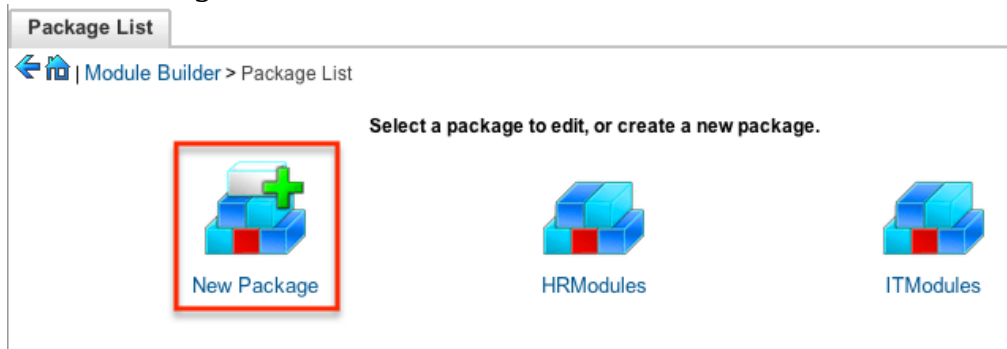 Package List
| Module Builder > Package List
Select a package to edit, or create a new package.
New Package
HRModules
ITModules